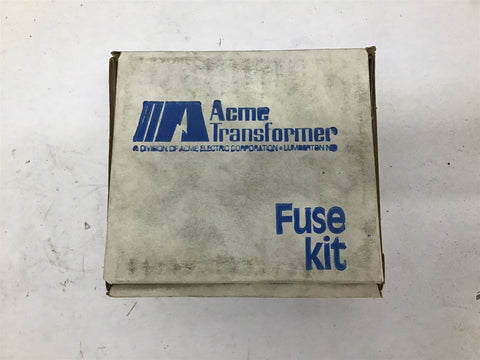 Acme
Transformer
A DIVISION OF ACME ELECTRIC CORPORATION • LUMBERTON NC
Fuse
kit